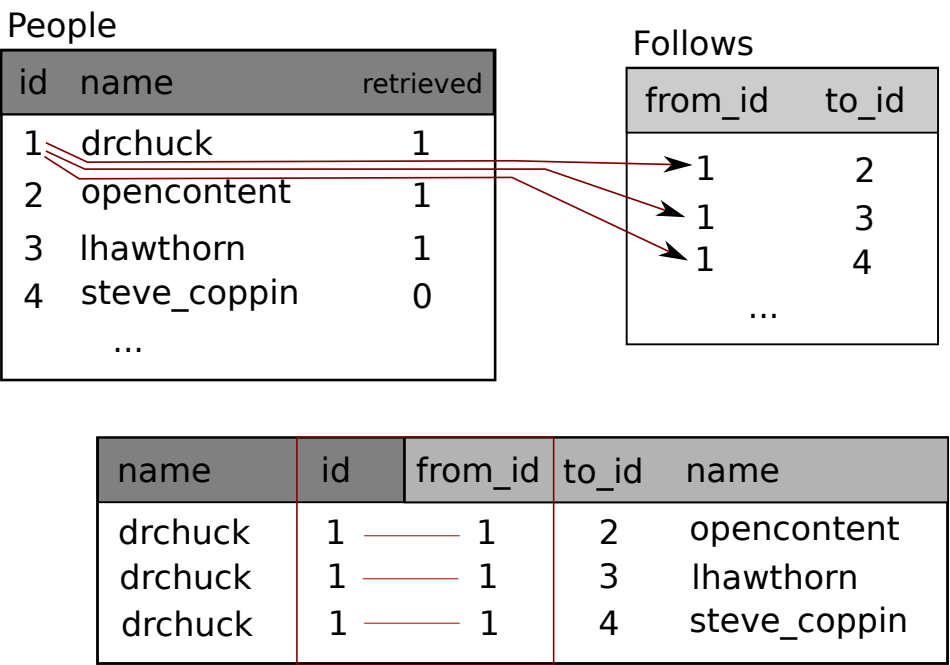 People
id name retrieved
1 drchuck 1
2 opencontent 1
3 lhawthorn 1
4 steve_coppin 0
...
Follows
from_id to_id
1 2
1 3
1 4
...
name id from_id to_id name
drchuck 1 1 2 opencontent
drchuck 1 1 3 lhawthorn
drchuck 1 1 4 steve_coppin